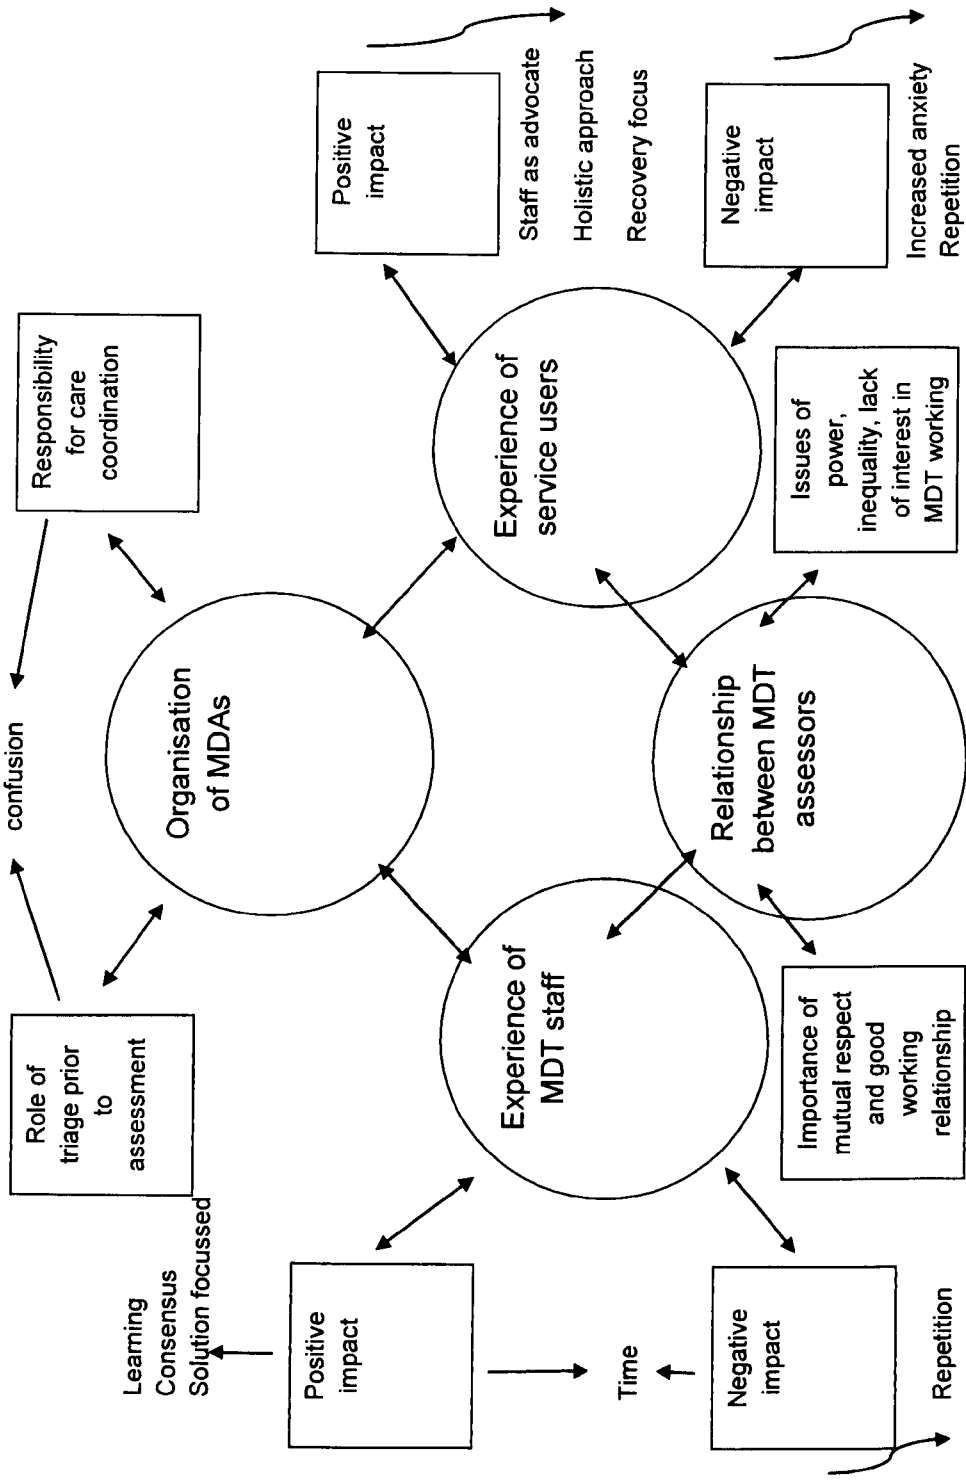 confusion
Role of
triage prior
to
assessment
Responsibility
for care
coordination
Organisation
of MDAs
Learning
Consensus
Solution focussed
Positive
impact
Time
Negative
impact
Repetition
Experience of
MDT staff
Experience of
service users
Positive
impact
Staff as advocate
Holistic approach
Recovery focus
Negative
impact
Increased anxiety
Repetition
Relationship
between MDT
assessors
Importance of
mutual respect
and good
working
relationship
Issues of
power,
inequality, lack
of interest in
MDT working